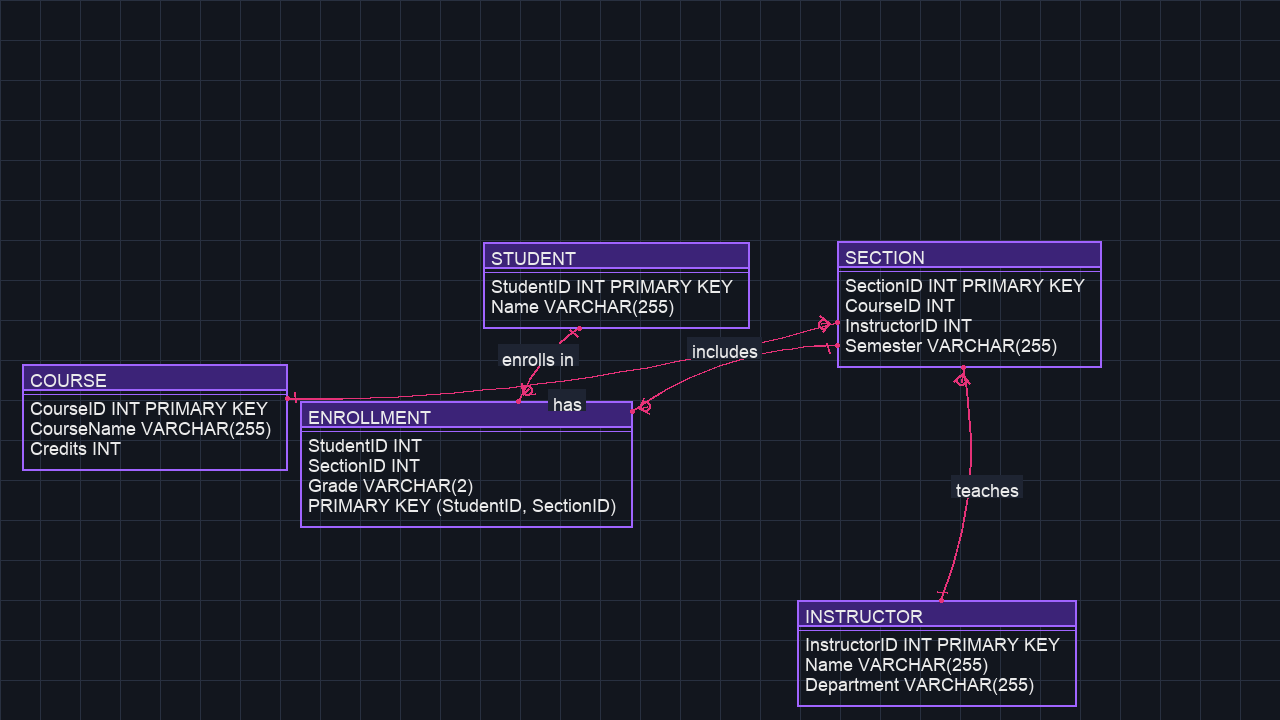 STUDENT
StudentID INT PRIMARY KEY
Name VARCHAR(255)
SECTION
SectionID INT PRIMARY KEY
CourseID INT
InstructorID INT
Semester VARCHAR(255)
enrolls in
includes
COURSE
CourseID INT PRIMARY KEY
CourseName VARCHAR(255)
Credits INT
has
ENROLLMENT
StudentID INT
SectionID INT
Grade VARCHAR(2)
PRIMARY KEY (StudentID, SectionID)
teaches
INSTRUCTOR
InstructorID INT PRIMARY KEY
Name VARCHAR(255)
Department VARCHAR(255)